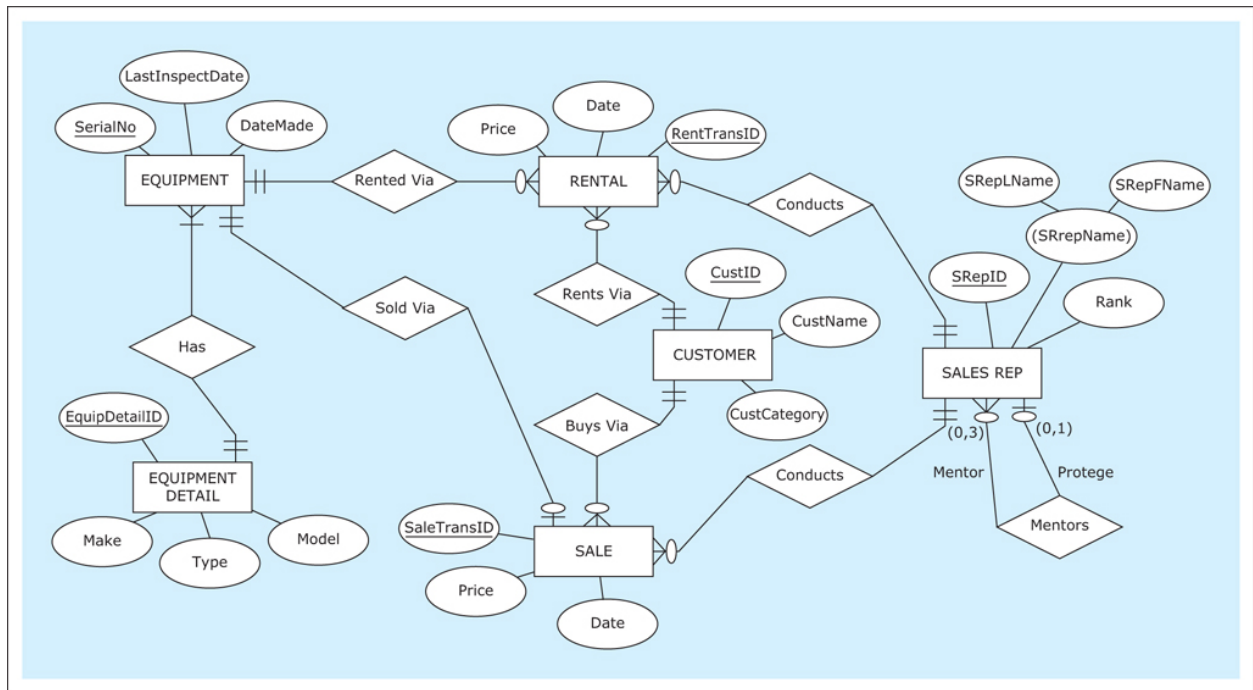 LastInspectDate
SerialNo
DateMade
EQUIPMENT
Rented Via
Price
Date
RentTransID
RENTAL
Conducts
SRepLName
SRepFName
(SRrepName)
SRepID
Rank
SALES REP
(0,3)
(0,1)
Mentor
Protege
Mentors
Sold Via
Rents Via
CustID
CustName
CUSTOMER
CustCategory
Has
EquipDetailID
EQUIPMENT
DETAIL
Make
Type
Model
Buys Via
Conducts
SaleTransID
SALE
Price
Date